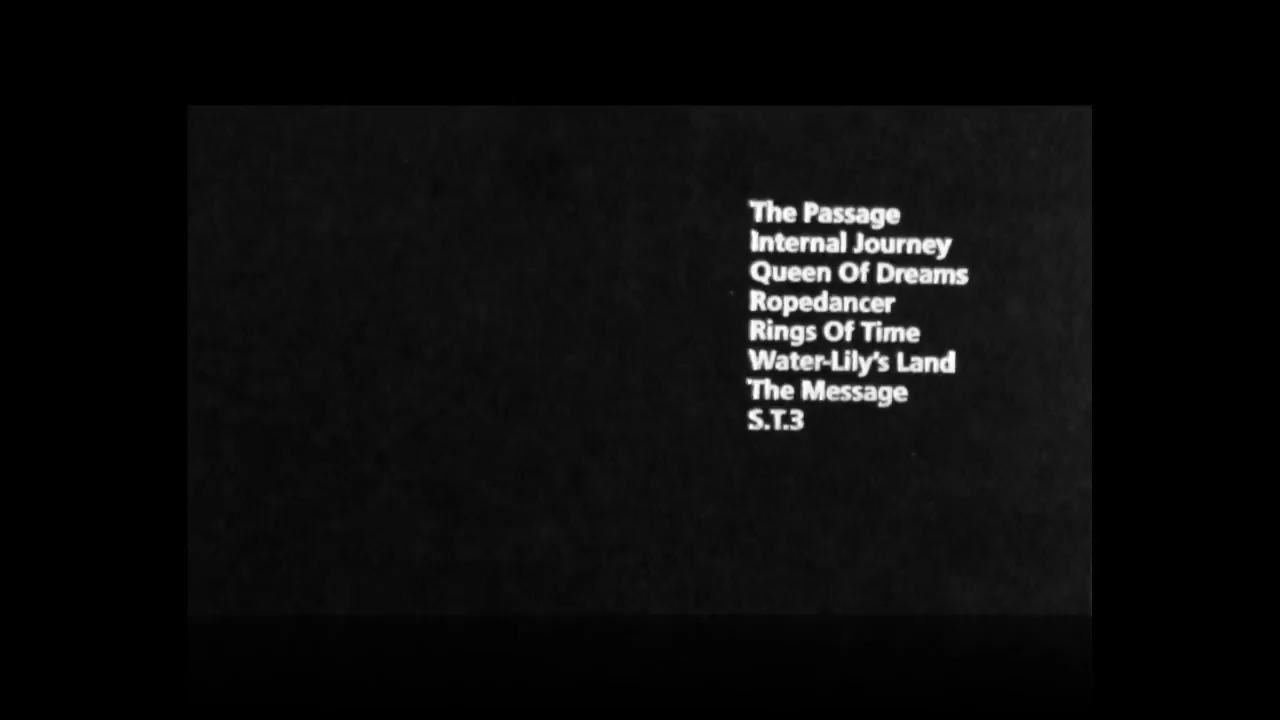 The Passage
Internal Journey
Queen Of Dreams
Ropedancer
Rings Of Time
Water-Lily's Land
The Message
S.T.3